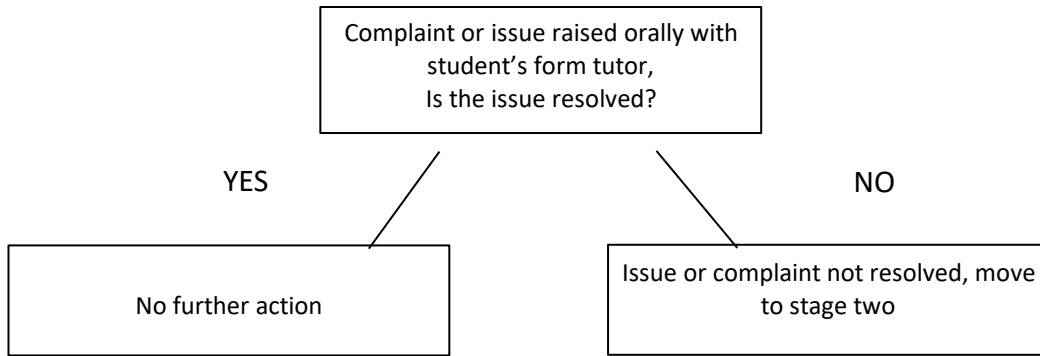 Complaint or issue raised orally with
student’s form tutor,
Is the issue resolved?
YES
NO
No further action
Issue or complaint not resolved, move
to stage two